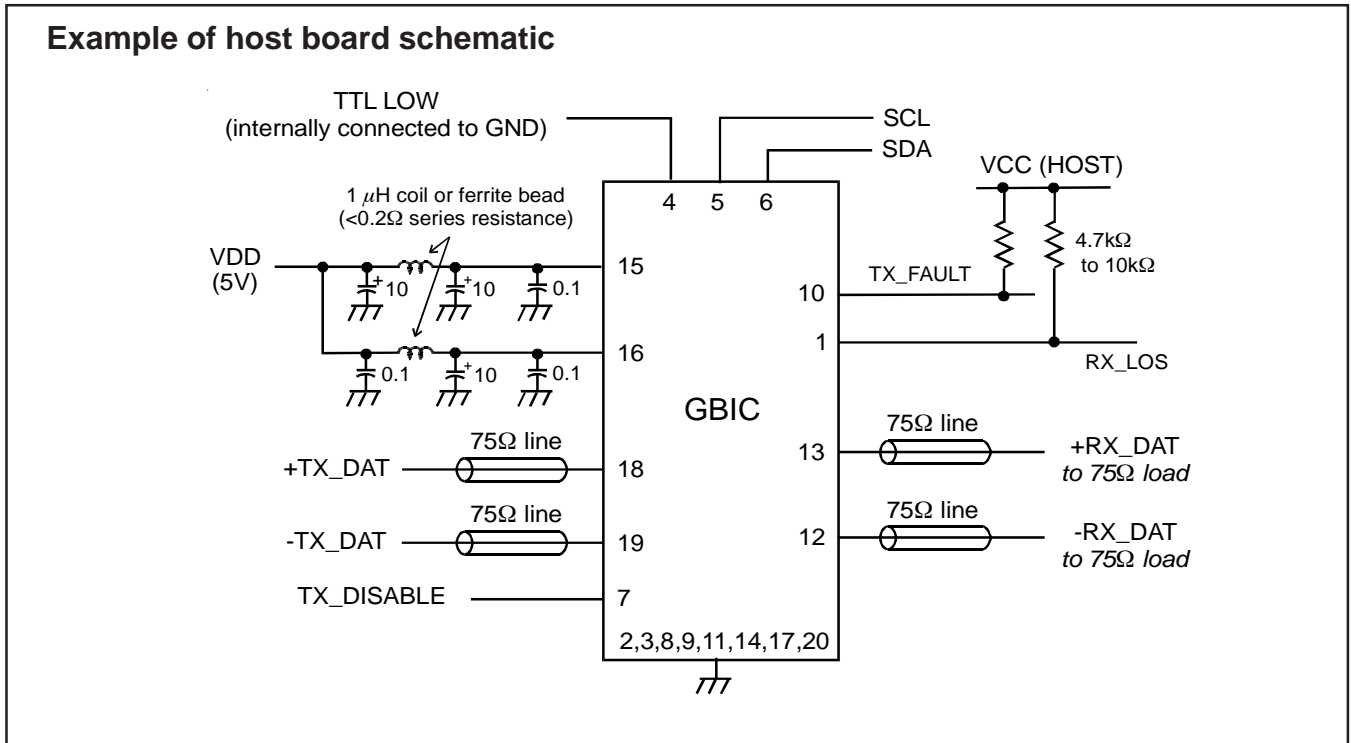 Example of host board schematic
TTL LOW
(internally connected to GND)
SCL
SDA
VCC (HOST)
1 μH coil or ferrite bead
(<0.2Ω series resistance)
4 5 6
VDD
(5V)
15
4.7kΩ
to 10kΩ
TX_FAULT
+10
+10
0.1
10
16
1
RX_LOS
0.1
+10
0.1
GBIC
75Ω line
75Ω line
+TX_DAT
18
13
+RX_DAT
to 75Ω load
75Ω line
75Ω line
-TX_DAT
19
12
-RX_DAT
to 75Ω load
TX_DISABLE
7
2,3,8,9,11,14,17,20